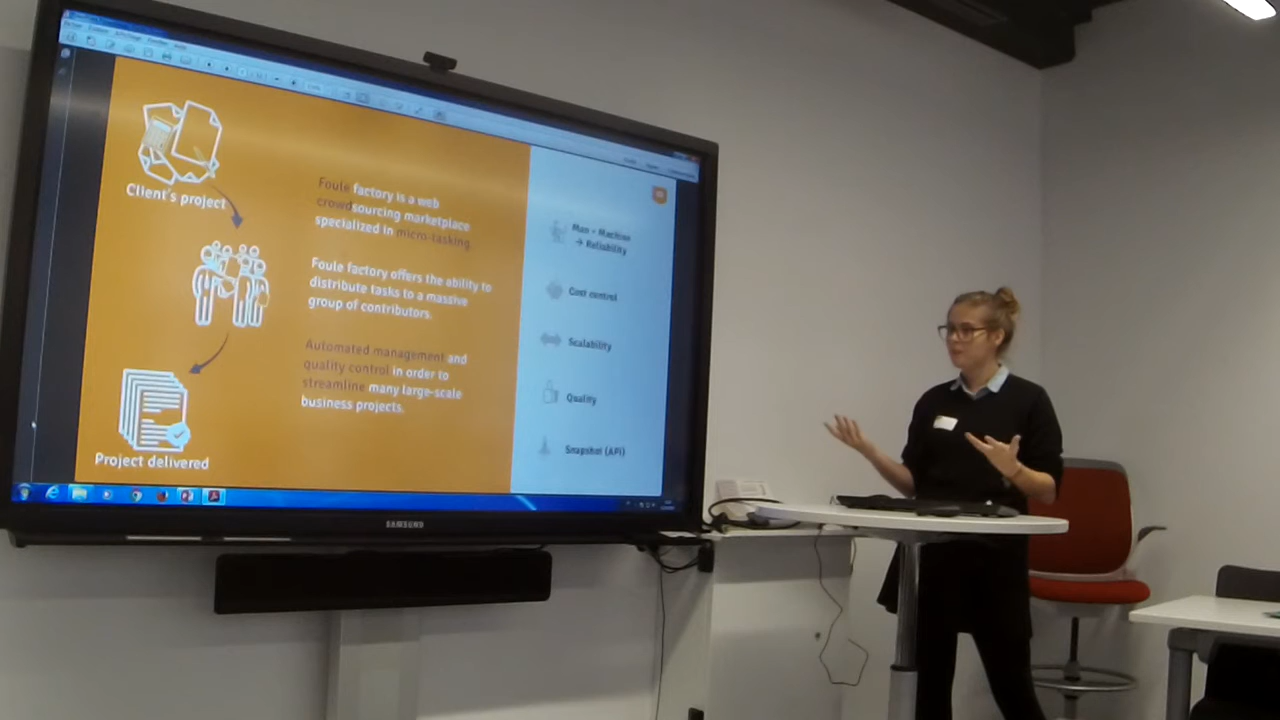 Client's project
Foule factory is a web
crowdsourcing marketplace
specialized in micro-tasking.
Foule factory offers the ability to
distribute tasks to a massive
group of contributors.
Automated management and
quality control in order to
streamline many large-scale
business projects.
Project delivered
Man + Machine
→ Reliability
Cost control
Scalability
Quality
Snapshot (API)
SAMSUNG